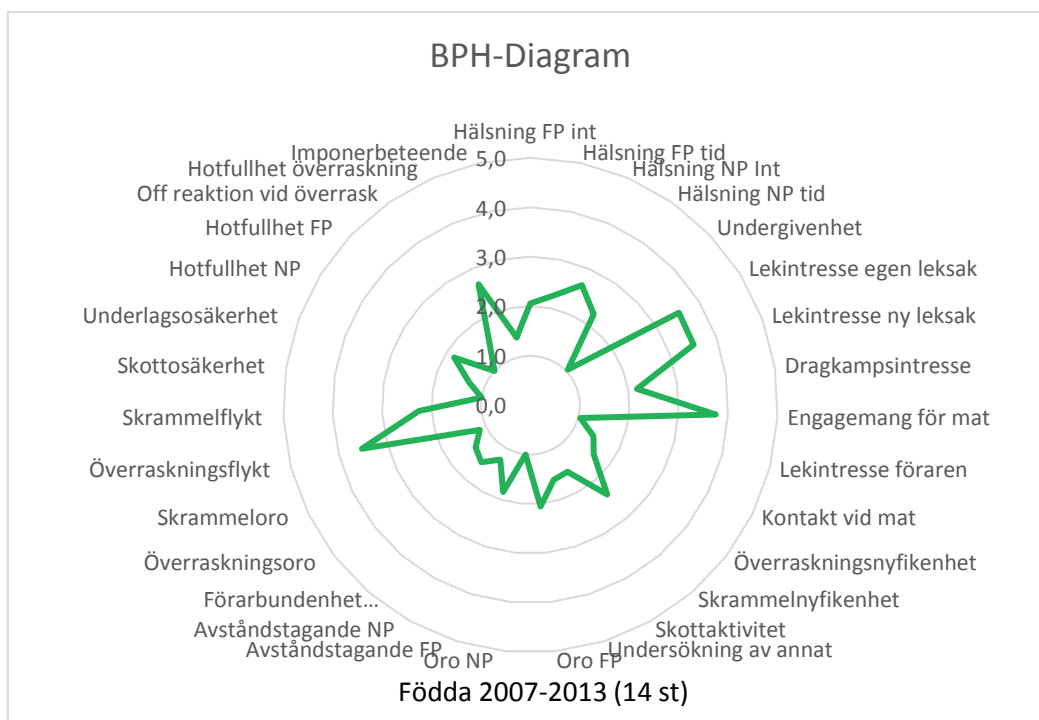 BPH-Diagram
Hälsning FP int
Hälsning FP tid
Hälsning NP Int
Hälsning NP tid
Undergivenhet
Lekintresse egen leksak
Lekintresse ny leksak
Dragkampsintresse
Engagemang för mat
Lekintresse föraren
Kontakt vid mat
Överraskningsnyfikenhet
Skrammelnyfikenhet
Skottaktivitet
Undersökning av annat
Oro FP
Oro NP
Avståndstagande FP
Avståndstagande NP
Förarbundenhet...
Överraskningsoro
Skrammeloro
Överraskningsflykt
Skrammelflykt
Skottosäkerhet
Underlagsosäkerhet
Hotfullhet NP
Hotfullhet FP
Off reaktion vid överrask
Hotfullhet överraskning
Imponerbeteende
5,0
4,0
3,0
2,0
1,0
0,0
Födda 2007-2013 (14 st)